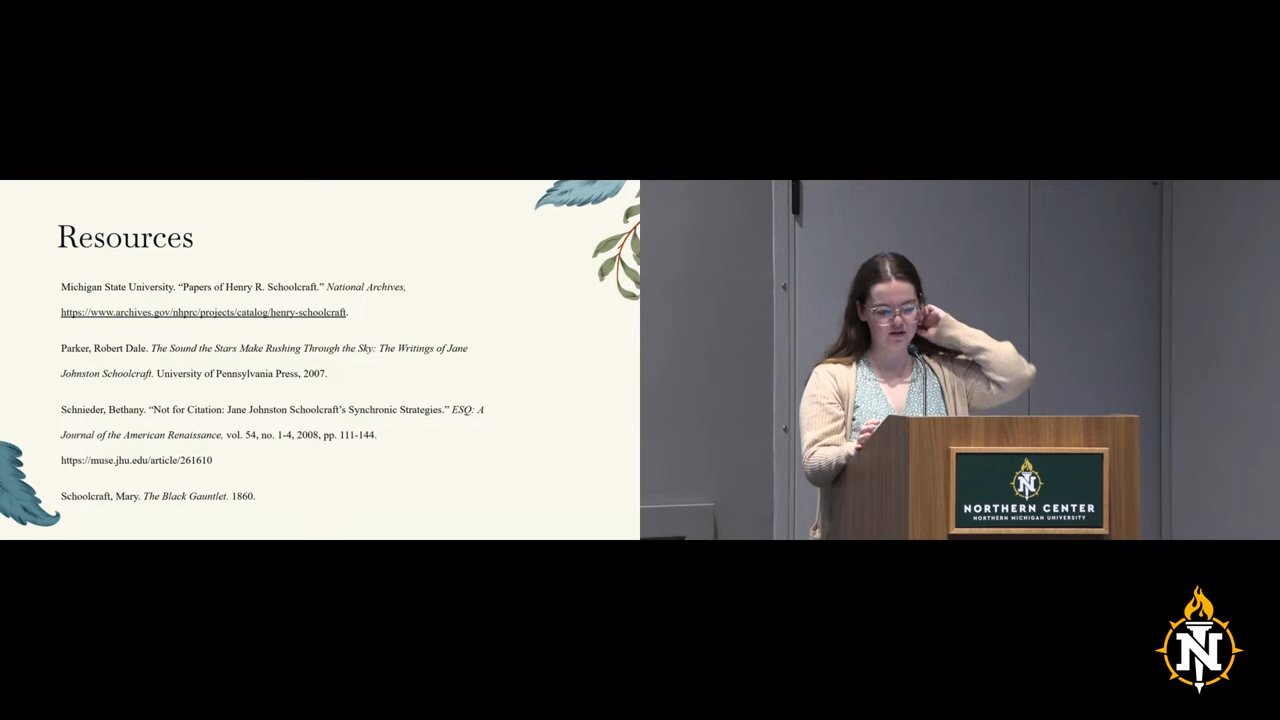 Resources
Michigan State University. “Papers of Henry R. Schoolcraft.” National Archives,
https://www.archives.gov/nhprc/projects/catalog/henry-schoolcraft.
Parker, Robert Dale. The Sound the Stars Make Rushing Through the Sky: The Writings of Jane
Johnston Schoolcraft. University of Pennsylvania Press, 2007.
Schnieder, Bethany. “Not for Citation: Jane Johnston Schoolcraft’s Synchronic Strategies.” ESQ: A
Journal of the American Renaissance, vol. 54, no. 1-4, 2008, pp. 111-144.
https://muse.jhu.edu/article/261610
Schoolcraft, Mary. The Black Gauntlet. 1860.
N
NORTHERN CENTER
NORTHERN MICHIGAN UNIVERSITY
N